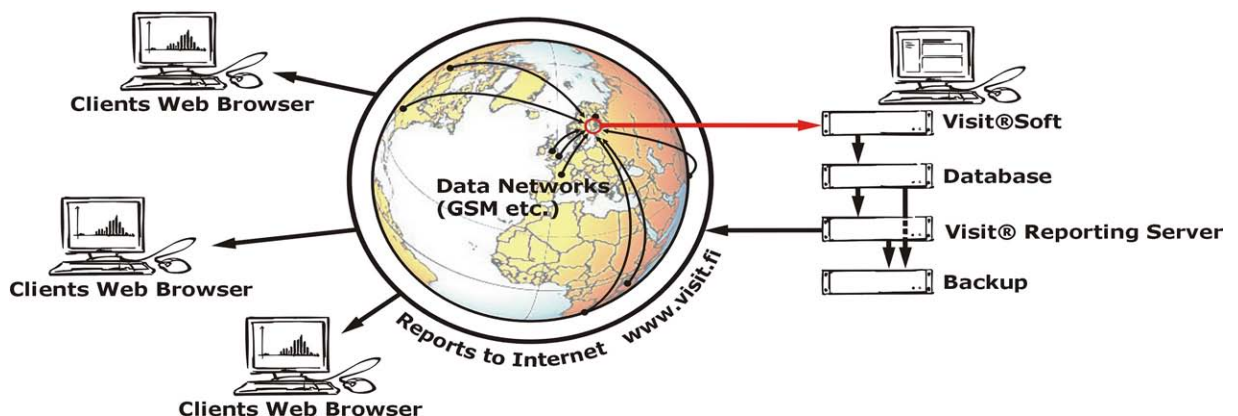 Clients Web Browser
Clients Web Browser
Clients Web Browser
Data Networks
(GSM etc.)
Reports to Internet www.visit.fi
Visit®Soft
Database
Visit® Reporting Server
Backup